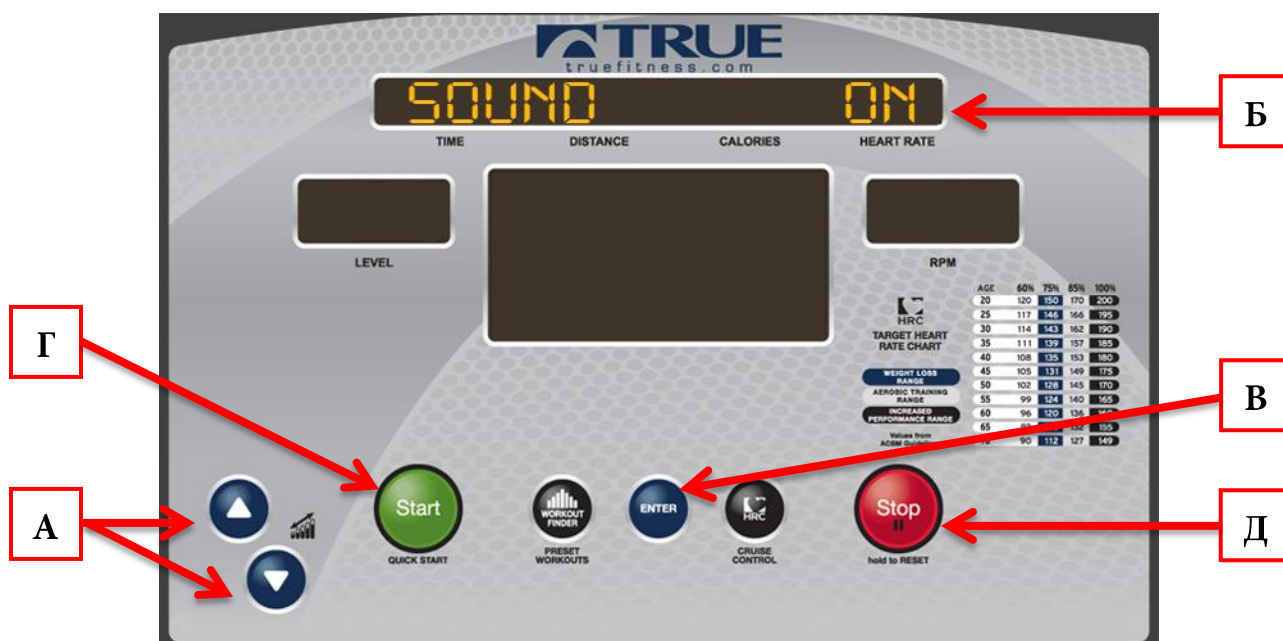 TRUE
truefitness.com
SOUND ON
Б
TIME DISTANCE CALORIES HEART RATE
LEVEL
RPM
Г
HRC
TARGET HEART
RATE CHART
WEIGHT LOSS
RANGE
AEROBIC TRAINING
RANGE
INCREASED
PERFORMANCE RANGE
Values from
ACSM
AGE 60% 75% 85% 100%
20 120 150 170 200
25 117 146 166 195
30 114 143 162 190
35 111 139 157 185
40 108 135 153 180
45 105 131 149 175
50 102 128 145 170
55 99 124 140 165
60 96 120 136
65 155
90 112 127 149
В
А
Start
QUICK START
WORKOUT
FINDER
PRESET
WORKOUTS
ENTER
HRC
CRUISE
CONTROL
Stop
hold to RESET
Д